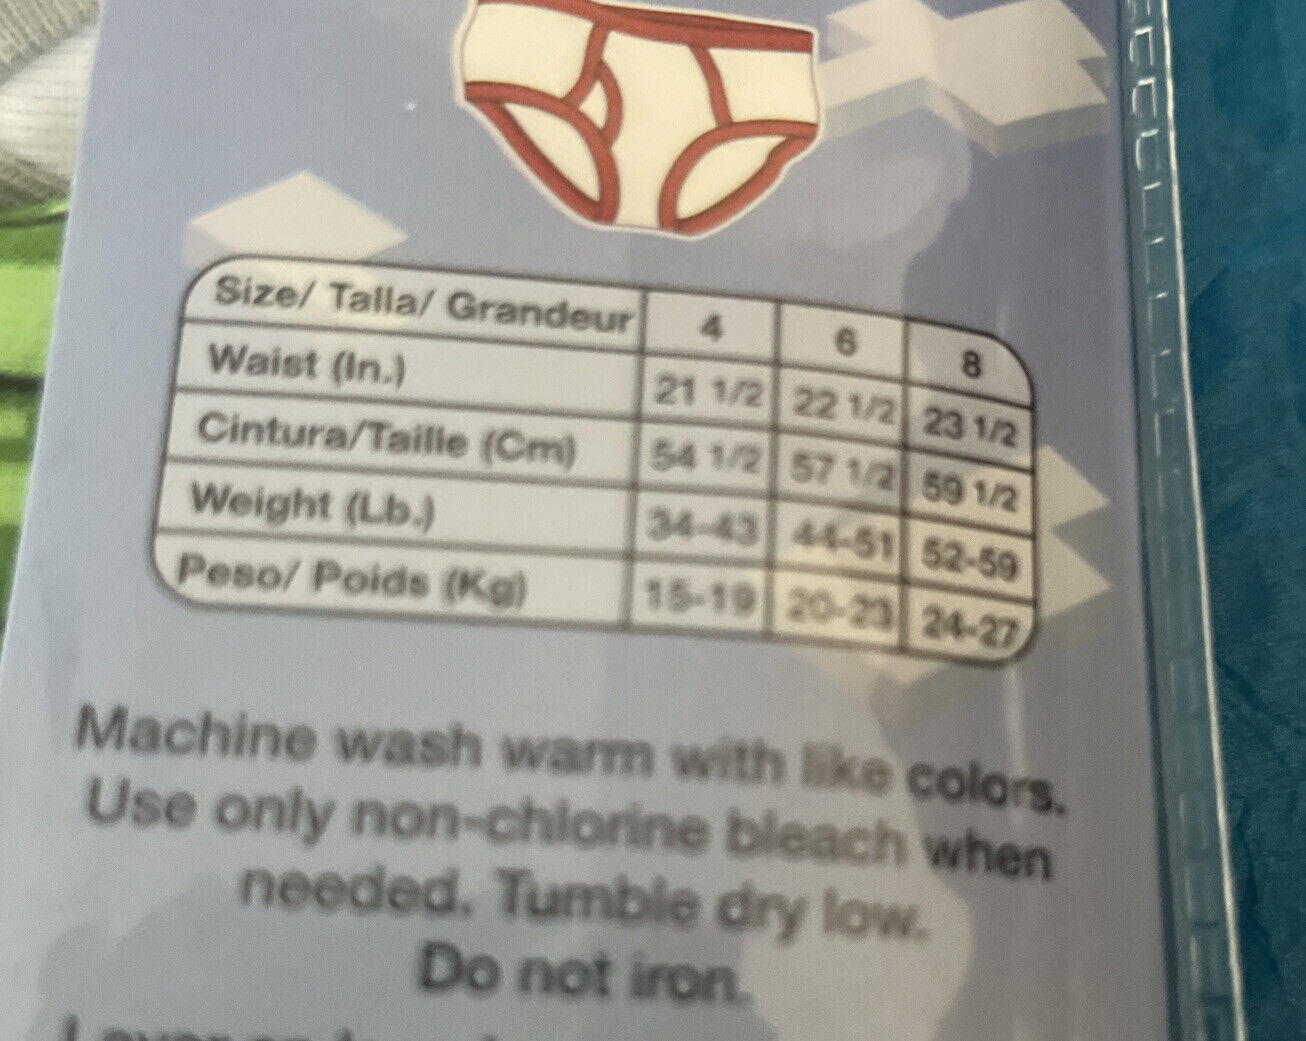 Size/ Talla/ Grandeur 4 6 8
Waist (In.) 21 1/2 22 1/2 23 1/2
Cintura/Taille (Cm) 54 1/2 57 1/2 59 1/2
Weight (Lb.) 34-43 44-51 52-59
Peso/ Poids (Kg) 15-19 20-23 24-27
Machine wash warm with like colors.
Use only non-chlorine bleach when
needed. Tumble dry low.
Do not iron.